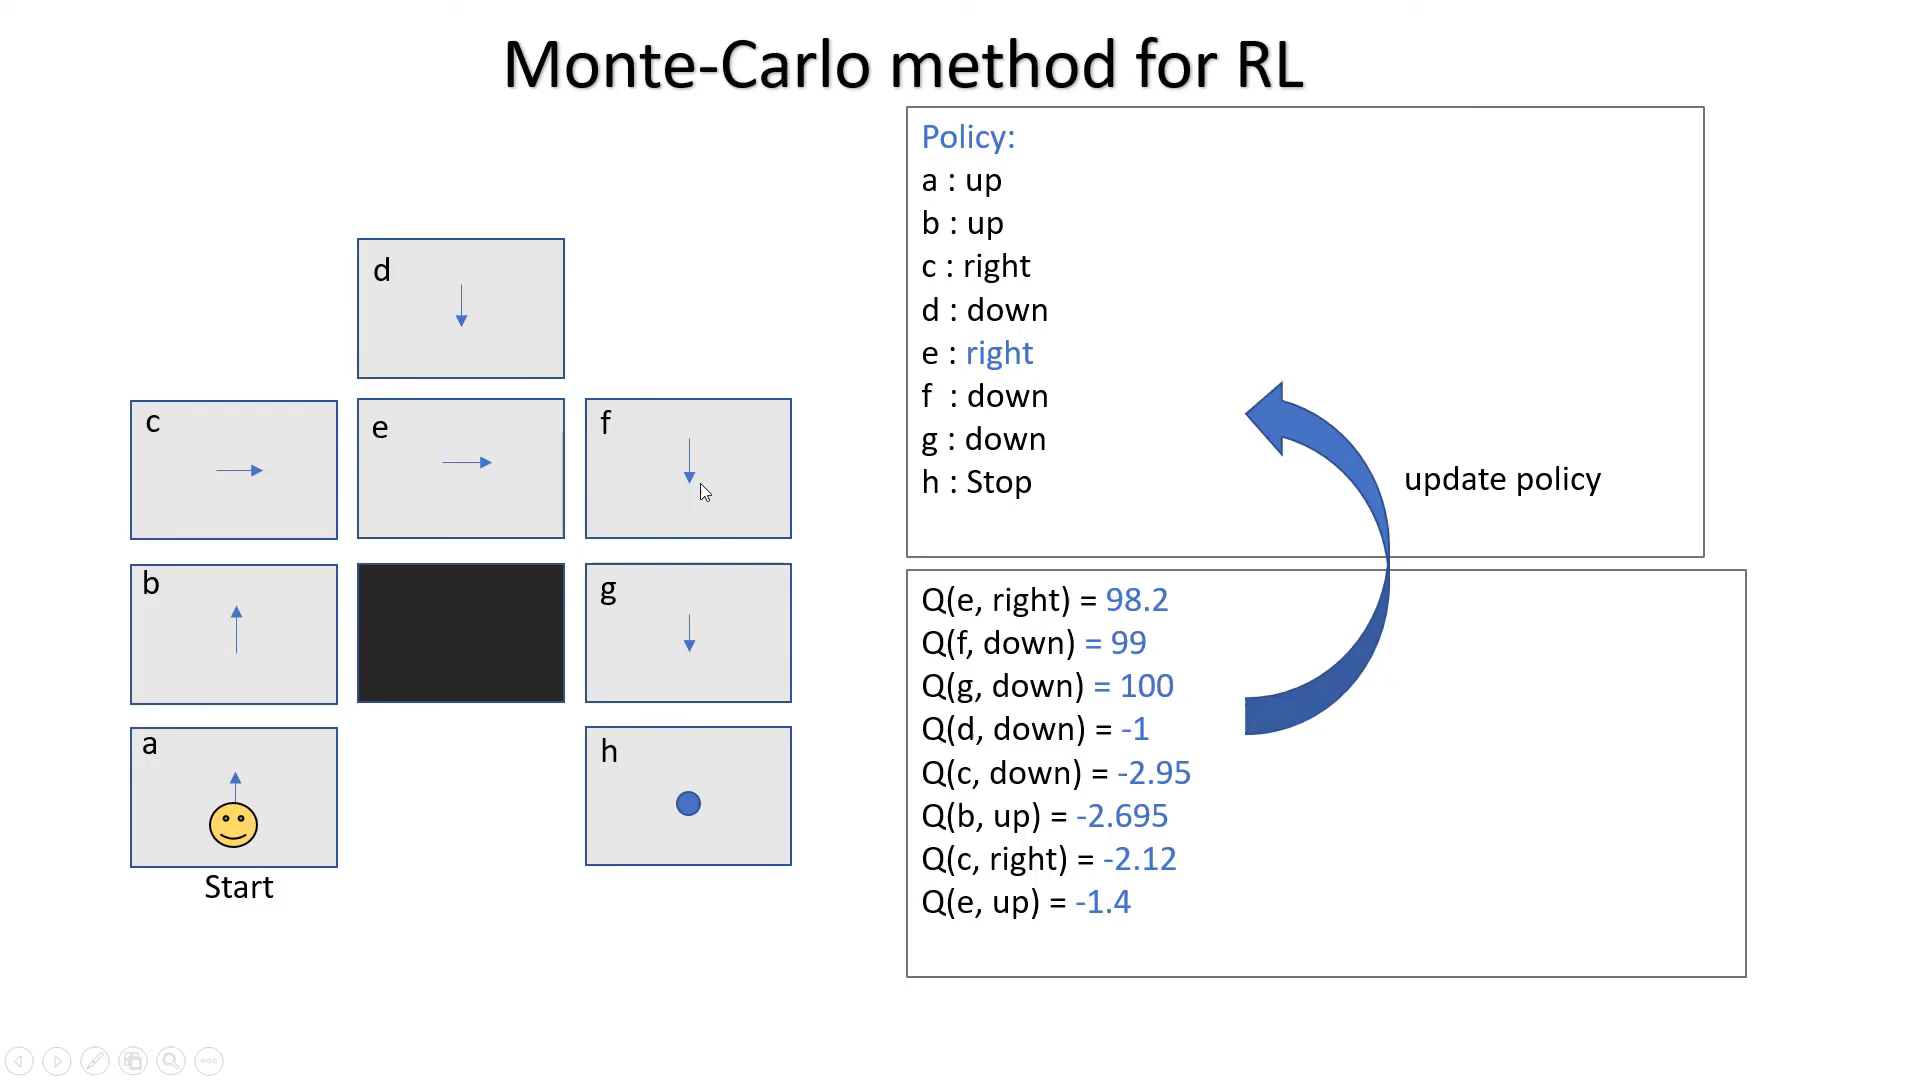 Monte-Carlo method for RL
Policy:
a : up
b : up
c : right
d : down
e : right
f : down
g : down
h : Stop
update policy
d
c
e
f
b
g
a
h
Start
Q(e, right) = 98.2
Q(f, down) = 99
Q(g, down) = 100
Q(d, down) = -1
Q(c, down) = -2.95
Q(b, up) = -2.695
Q(c, right) = -2.12
Q(e, up) = -1.4